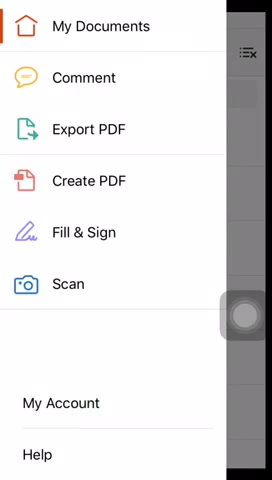 My Documents
Comment
Export PDF
Create PDF
Fill & Sign
Scan
My Account
Help